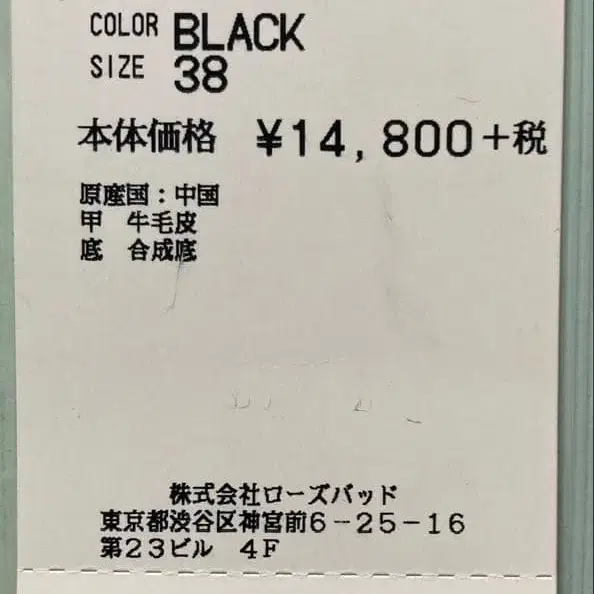 COLOR BLACK
SIZE 38
本体価格 ¥14,800+税
原産国:中国
甲 牛毛皮
底 合成底
株式会社ローズバッド
東京都渋谷区神宮前6-25-16
第23ビル 4F